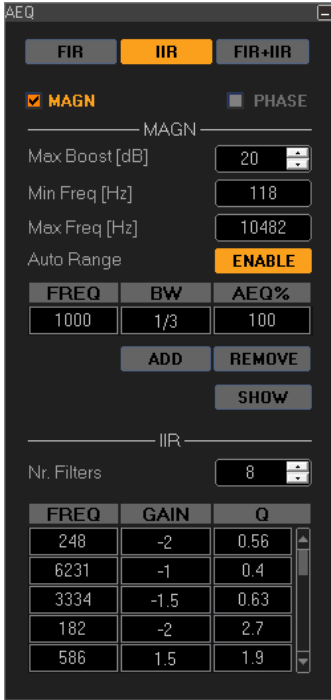 AEQ
FIR IIR FIR+IIR
MAGN PHASE
MAGN
Max Boost [dB] 20
Min Freq [Hz] 118
Max Freq [Hz] 10482
Auto Range ENABLE
FREQ BW AEQ%
1000 1/3 100
ADD REMOVE
SHOW
IIR
Nr. Filters 8
FREQ GAIN Q
248 -2 0.56
6231 -1 0.4
3334 -1.5 0.63
182 -2 2.7
586 1.5 1.9